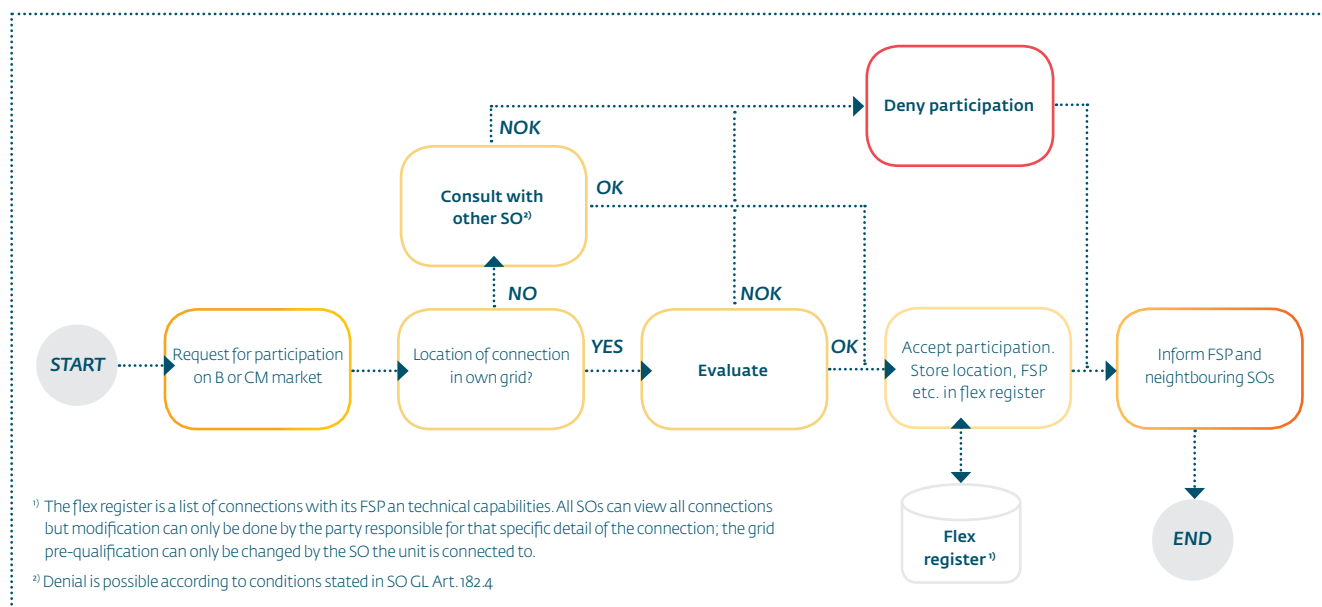 Deny participation
NOK
Consult with
other SO²⁾
OK
NO
NOK
START
Request for participation
on B or CM market
Location of connection
in own grid?
YES
Evaluate
OK
Accept participation.
Store location, FSP
etc. in flex register
Inform FSP and
neighbouring SOs
¹⁾ The flex register is a list of connections with its FSP an technical capabilities. All SOs can view all connections
but modification can only be done by the party responsible for that specific detail of the connection; the grid
pre-qualification can only be changed by the SO the unit is connected to.
²⁾ Denial is possible according to conditions stated in SO GL Art. 182.4
Flex
register ¹⁾
END